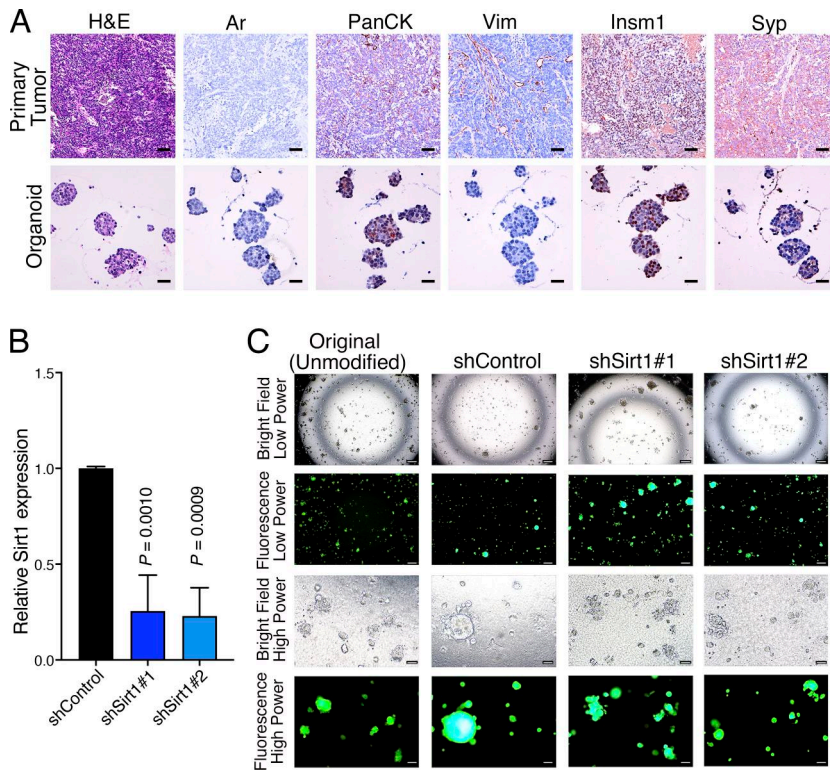 A
H&E Ar PanCK Vim Insm1 Syp
Primary
Tumor
Organoid
B
Relative Sirt1 expression
1.5
1.0
0.5
0.0
P = 0.0010
P = 0.0009
shControl
shSirt1#1
shSirt1#2
C
Original
(Unmodified) shControl shSirt1#1 shSirt1#2
Bright Field
Low Power
Fluorescence
Low Power
Bright Field
High Power
Fluorescence
High Power